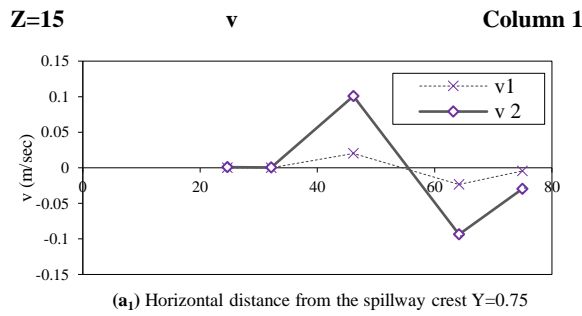 Z=15 v Column 1
0.15
0.1
0.05
0
-0.05
-0.1
-0.15
v (m/sec)
v1
v 2
0 20 40 60 80
(a1) Horizontal distance from the spillway crest Y=0.75